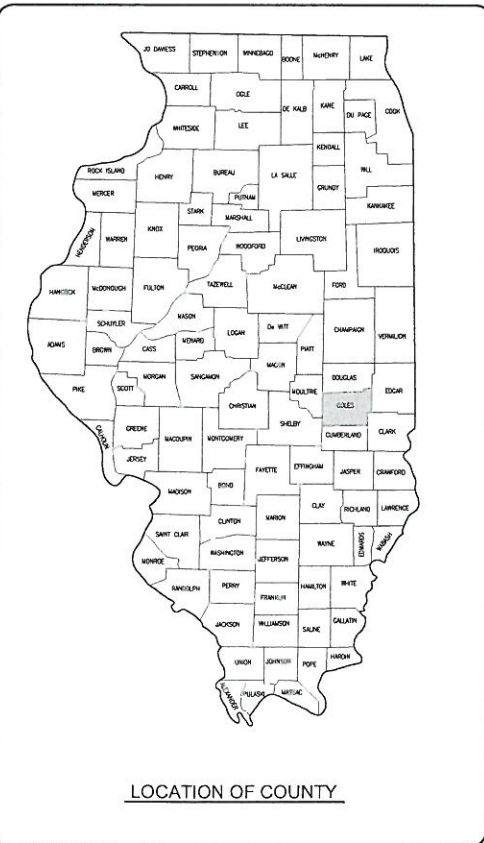 JO DAVIESS STEPHENSON WINNEBAGO BOONE McHENRY LAKE
CARROLL OGLE DE KALB KANE DU PAGE COOK
WHITESIDE LEE KENDALL
ROCK ISLAND HENRY BUREAU LA SALLE GRUNDY WILL
MERCER STARK PUTNAM KANKAKEE
HENDERSON WARREN KNOX PEORIA MARSHALL WOODFORD LIVINGSTON IROQUOIS
HANCOCK McDONOUGH FULTON TAZEWELL McCLEAN FORD
SCHUYLER MASON LOGAN De WITT CHAMPAIGN VERMILION
ADAMS BROWN CASS MENARD MACON PIATT
PIKE SCOTT MORGAN SANGAMON MOULTRIE DOUGLAS EDGAR
CHRISTIAN COLES
CALHOUN GREENE MACOUPIN MONTGOMERY SHELBY CUMBERLAND CLARK
JERSEY FAYETTE EFFINGHAM JASPER CRAWFORD
MADISON BOND CLAY RICHLAND LAWRENCE
CLINTON MARION
SAINT CLAIR WASHINGTON JEFFERSON WAYNE EDWARDS WABASH
MONROE RANDOLPH PERRY HAMILTON WHITE
FRANKLIN
JACKSON WILLIAMSON SALINE GALLATIN
UNION JOHNSON POPE HARDIN
ALEXANDER PULASKI MASSAC
LOCATION OF COUNTY